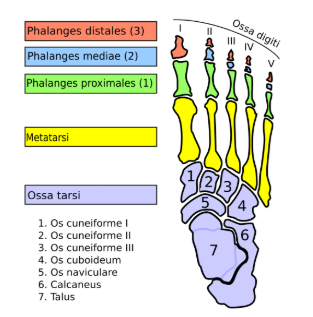 Ossa digiti
Phalanges distales (3)
I
II
III
IV
V
Phalanges mediae (2)
Phalanges proximales (1)
Metatarsi
Ossa tarsi
1
2
3
4
5
6
7
1. Os cuneiforme I
2. Os cuneiforme II
3. Os cuneiforme III
4. Os cuboideum
5. Os naviculare
6. Calcaneus
7. Talus